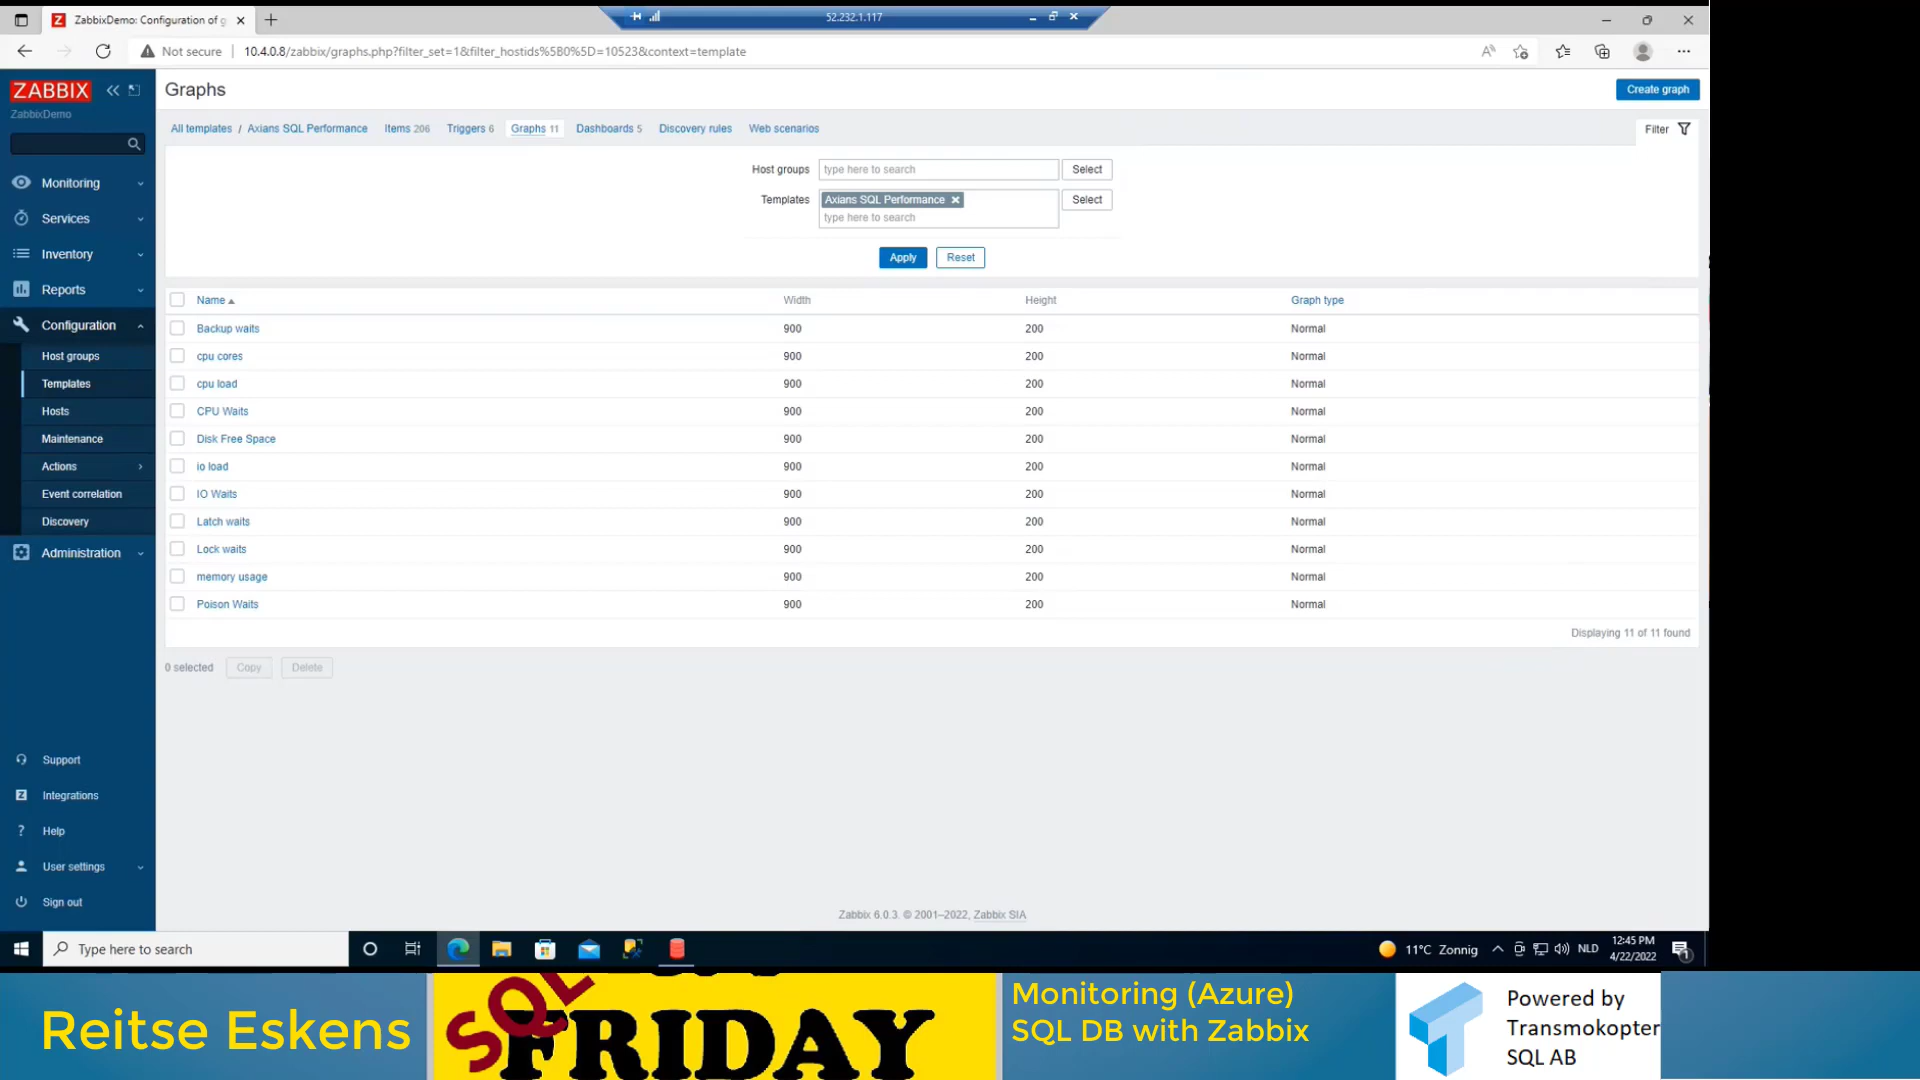 ZabbixDemo: Configuration of g
52.232.1.117
Not secure
10.4.0.8/zabbix/graphs.php?filter_set=1&filter_hostids%5B0%5D=10523&context=template
ZABBIX
ZabbixDemo
Graphs
Create graph
All templates / Axians SQL Performance Items 206 Triggers 6 Graphs 11 Dashboards 5 Discovery rules Web scenarios
Filter
Host groups type here to search Select
Templates Axians SQL Performance Select
type here to search
Apply Reset
Monitoring
Services
Inventory
Reports
Configuration
Host groups
Templates
Hosts
Maintenance
Actions
Event correlation
Discovery
Administration
Support
Integrations
Help
User settings
Sign out
Name Width Height Graph type
Backup waits 900 200 Normal
cpu cores 900 200 Normal
cpu load 900 200 Normal
CPU Waits 900 200 Normal
Disk Free Space 900 200 Normal
io load 900 200 Normal
IO Waits 900 200 Normal
Latch waits 900 200 Normal
Lock waits 900 200 Normal
memory usage 900 200 Normal
Poison Waits 900 200 Normal
Displaying 11 of 11 found
0 selected Copy Delete
Zabbix 6.0.3. © 2001–2022, Zabbix SIA
Type here to search
11°C Zonnig
NLD
12:45 PM
4/22/2022
1
Reitse Eskens
SQL
FRIDAY
Monitoring (Azure)
SQL DB with Zabbix
Powered by
Transmokopter
SQL AB